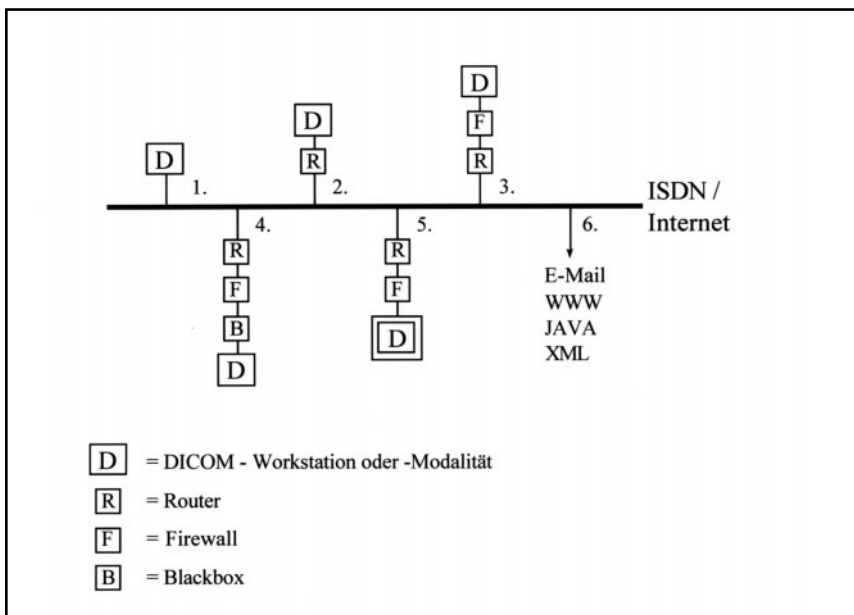 D
D
F
D
R
R
1.
2.
3.
ISDN /
Internet
4.
5.
6.
R
R
F
F
B
D
D
E-Mail
WWW
JAVA
XML
D = DICOM - Workstation oder -Modalität
R = Router
F = Firewall
B = Blackbox